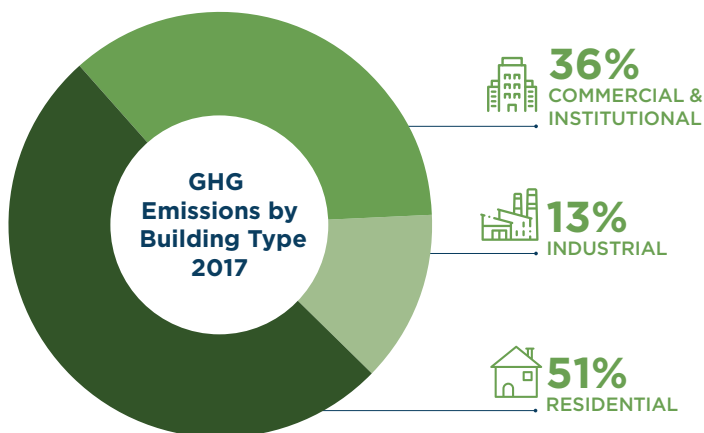 GHG
Emissions by
Building Type
2017
36%
COMMERCIAL &
INSTITUTIONAL
13%
INDUSTRIAL
51%
RESIDENTIAL